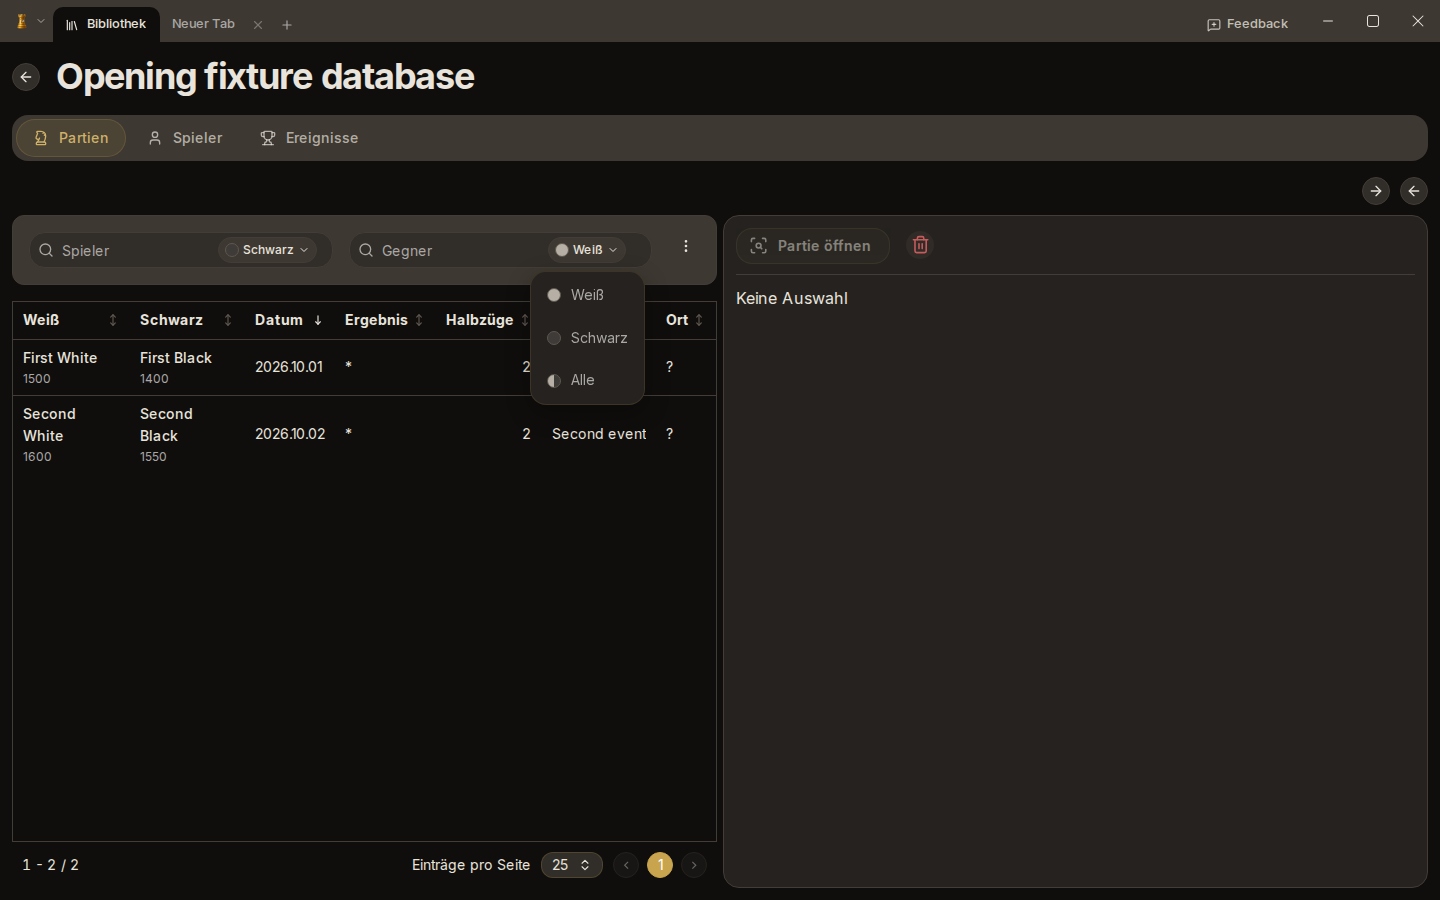 Bibliothek
Neuer Tab
Feedback
Opening fixture database
Partien
Spieler
Ereignisse
Spieler
Schwarz
Gegner
Weiß
Weiß
Schwarz
Alle
Partie öffnen
Keine Auswahl
Weiß
Schwarz
Datum
Ergebnis
Halbzüge
Ort
First White
1500
First Black
1400
2026.10.01
*
2
?
Second White
1600
Second Black
1550
2026.10.02
*
2
Second event
?
1 - 2 / 2
Einträge pro Seite
25
1